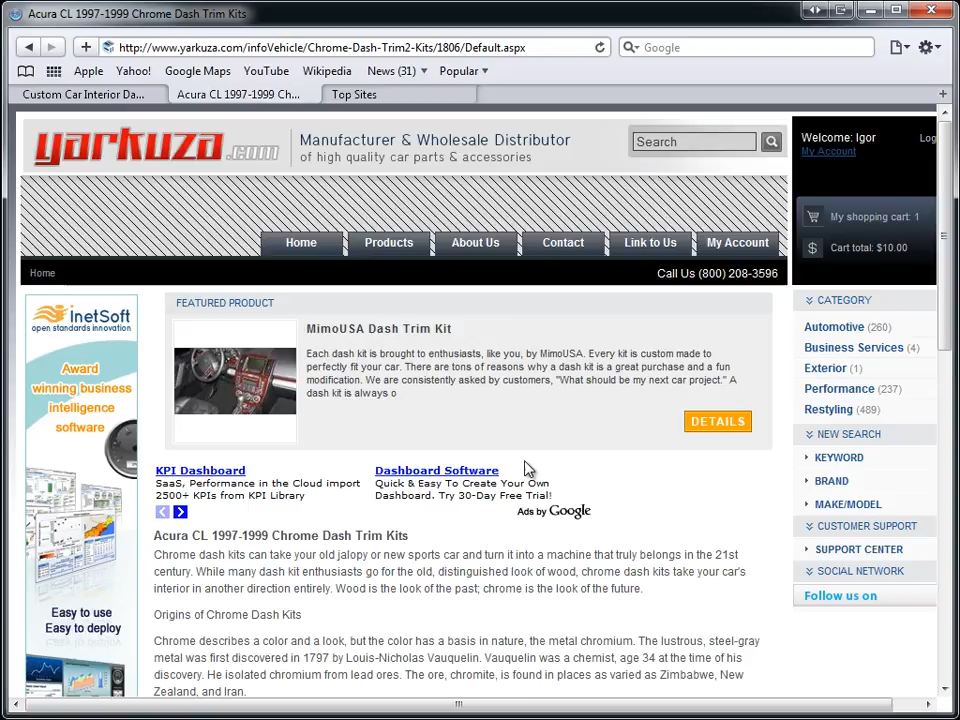 Acura CL 1997-1999 Chrome Dash Trim Kits
http://www.yarkuza.com/infoVehicle/Chrome-Dash-Trim2-Kits/1806/Default.aspx
Google
Apple Yahoo! Google Maps YouTube Wikipedia News (31) Popular
Custom Car Interior Da... Acura CL 1997-1999 Ch... Top Sites
yarkuza.com
Manufacturer & Wholesale Distributor
of high quality car parts & accessories
Search
Welcome: Igor Log
My Account
My shopping cart: 1
Cart total: $10.00
Home Products About Us Contact Link to Us My Account
Home
Call Us (800) 208-3596
InetSoft
open standards innovation
Award
winning business
intelligence
software
Easy to use
Easy to deploy
FEATURED PRODUCT
MimoUSA Dash Trim Kit
Each dash kit is brought to enthusiasts, like you, by MimoUSA. Every kit is custom made to
perfectly fit your car. There are tons of reasons why a dash kit is a great purchase and a fun
modification. We are consistently asked by customers, "What should be my next car project." A
dash kit is always o
DETAILS
KPI Dashboard
SaaS, Performance in the Cloud import
2500+ KPIs from KPI Library
Dashboard Software
Quick & Easy To Create Your Own
Dashboard. Try 30-Day Free Trial!
Ads by Google
Acura CL 1997-1999 Chrome Dash Trim Kits
Chrome dash kits can take your old jalopy or new sports car and turn it into a machine that truly belongs in the 21st
century. While many dash kit enthusiasts go for the old, distinguished look of wood, chrome dash kits take your car's
interior in another direction entirely. Wood is the look of the past; chrome is the look of the future.
Origins of Chrome Dash Kits
Chrome describes a color and a look, but the color has a basis in nature, the metal chromium. The lustrous, steel-gray
metal was first discovered in 1797 by Louis-Nicholas Vauquelin. Vauquelin was a chemist, age 34 at the time of his
discovery. He isolated chromium from lead ores. The ore, chromite, is found in places as varied as Zimbabwe, New
Zealand, and Iran.
CATEGORY
Automotive (260)
Business Services (4)
Exterior (1)
Performance (237)
Restyling (489)
NEW SEARCH
KEYWORD
BRAND
MAKE/MODEL
CUSTOMER SUPPORT
SUPPORT CENTER
SOCIAL NETWORK
Follow us on